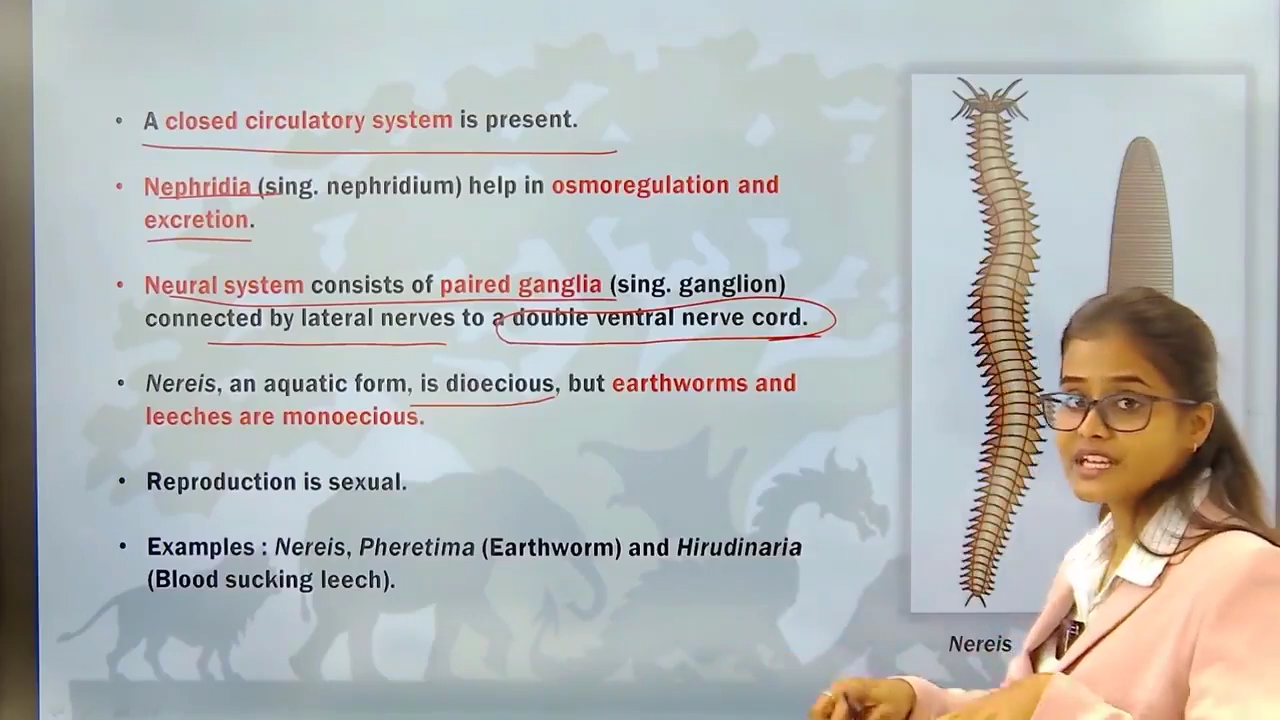 • A closed circulatory system is present.
• Nephridia (sing. nephridium) help in osmoregulation and
excretion.
• Neural system consists of paired ganglia (sing. ganglion)
connected by lateral nerves to a double ventral nerve cord.
• Nereis, an aquatic form, is dioecious, but earthworms and
leeches are monoecious.
• Reproduction is sexual.
• Examples : Nereis, Pheretima (Earthworm) and Hirudinaria
(Blood sucking leech).
Nereis